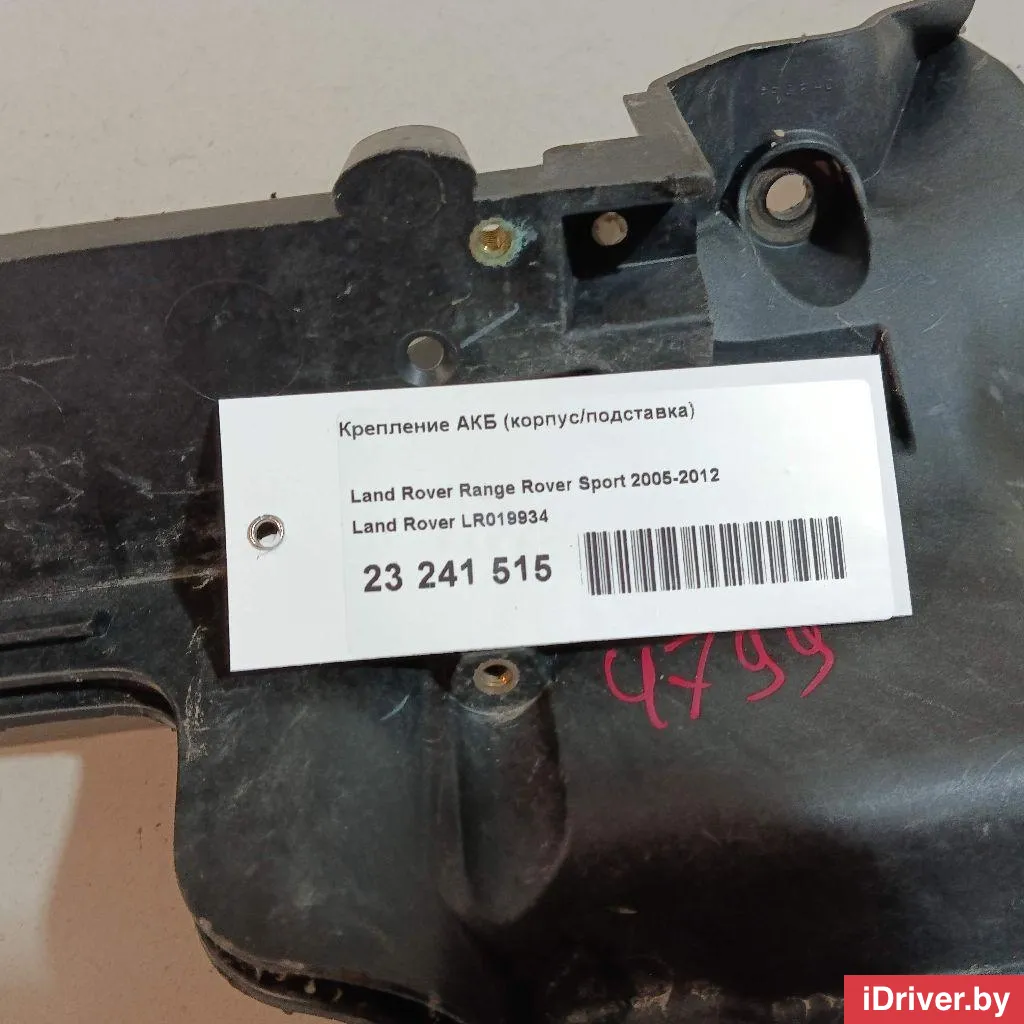 Крепление АКБ (корпус/подставка)
Land Rover Range Rover Sport 2005-2012
Land Rover LR019934
23 241 515
4799
iDriver.by